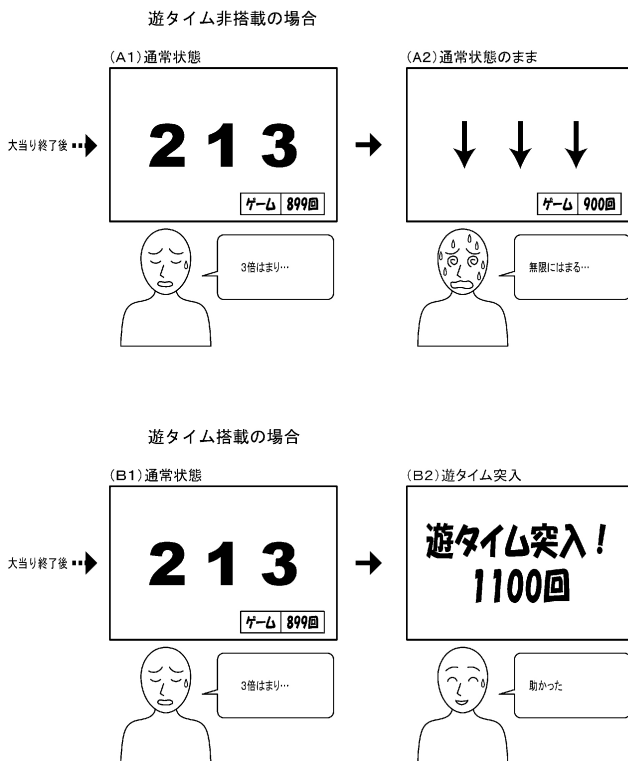 遊タイム非搭載の場合
(A1)通常状態
(A2)通常状態のまま
大当り終了後
2 1 3
↓ ↓ ↓
ゲーム 899回
ゲーム 900回
3倍はまり…
無限にはまる…
遊タイム搭載の場合
(B1)通常状態
(B2)遊タイム突入
大当り終了後
2 1 3
遊タイム突入!
1100回
ゲーム 899回
3倍はまり…
助かった